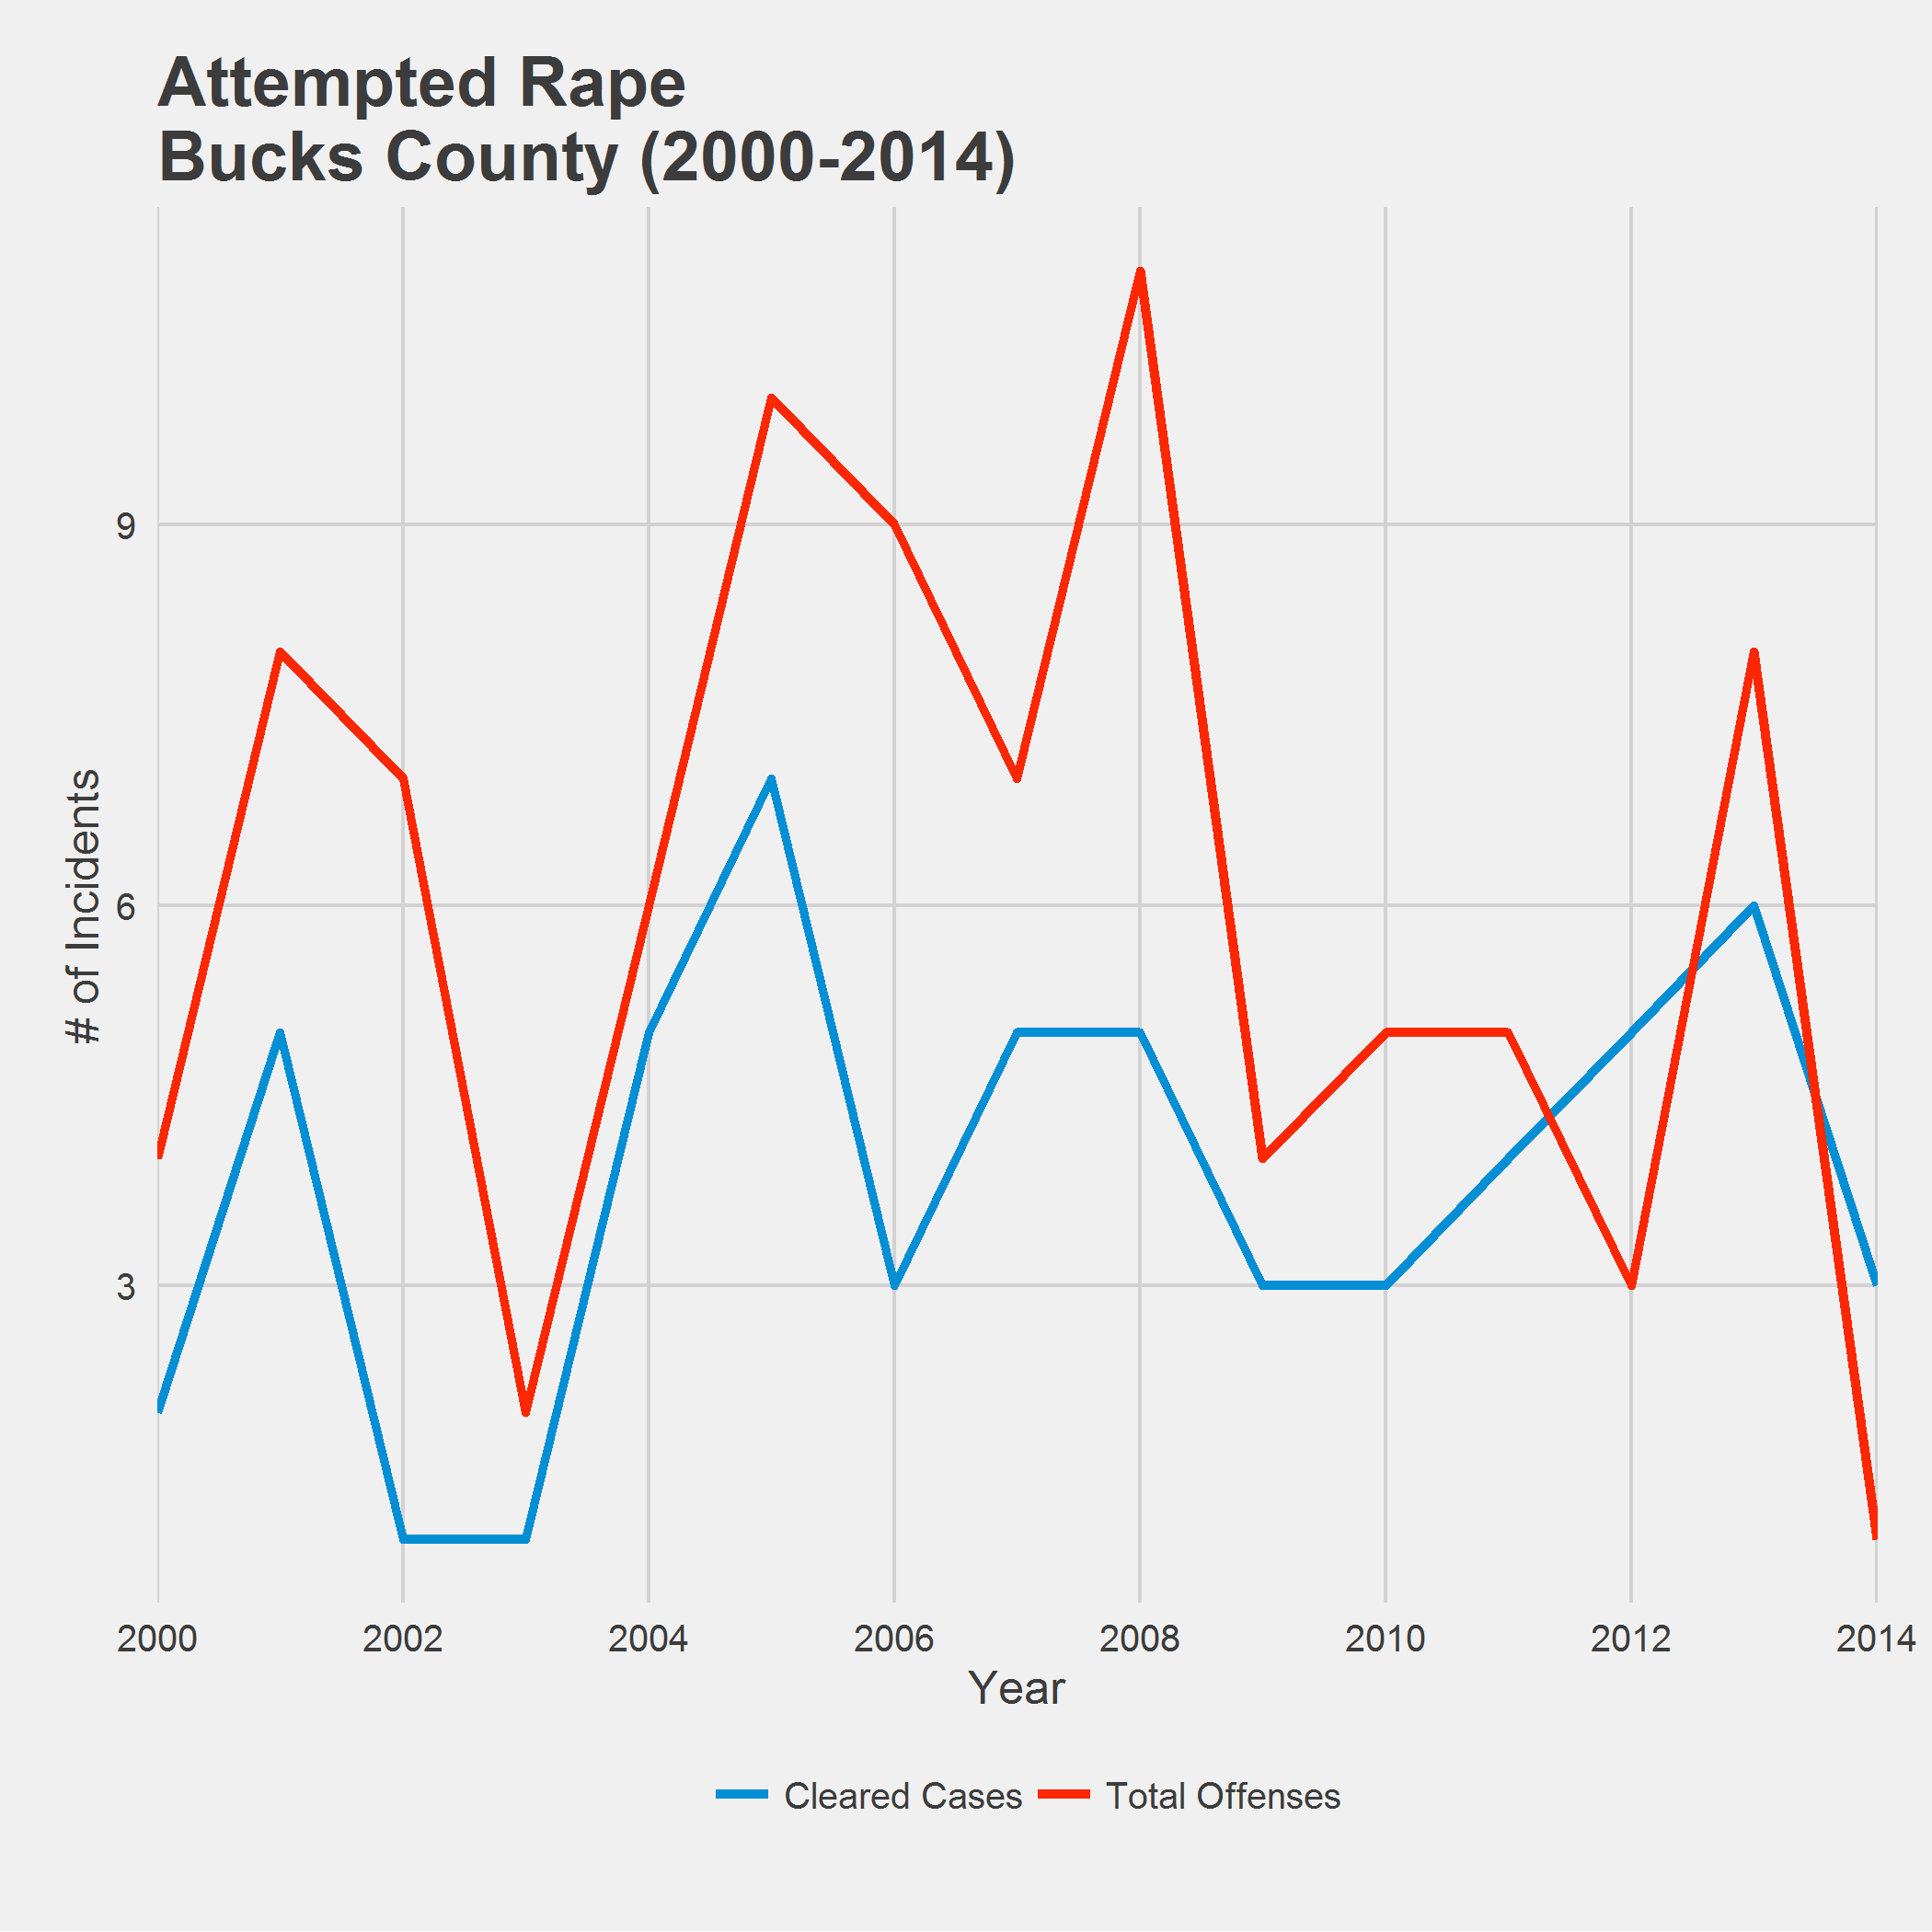 Attempted Rape
Bucks County (2000-2014)
# of Incidents
9
6
3
2000 2002 2004 2006 2008 2010 2012 2014
Year
Cleared Cases Total Offenses